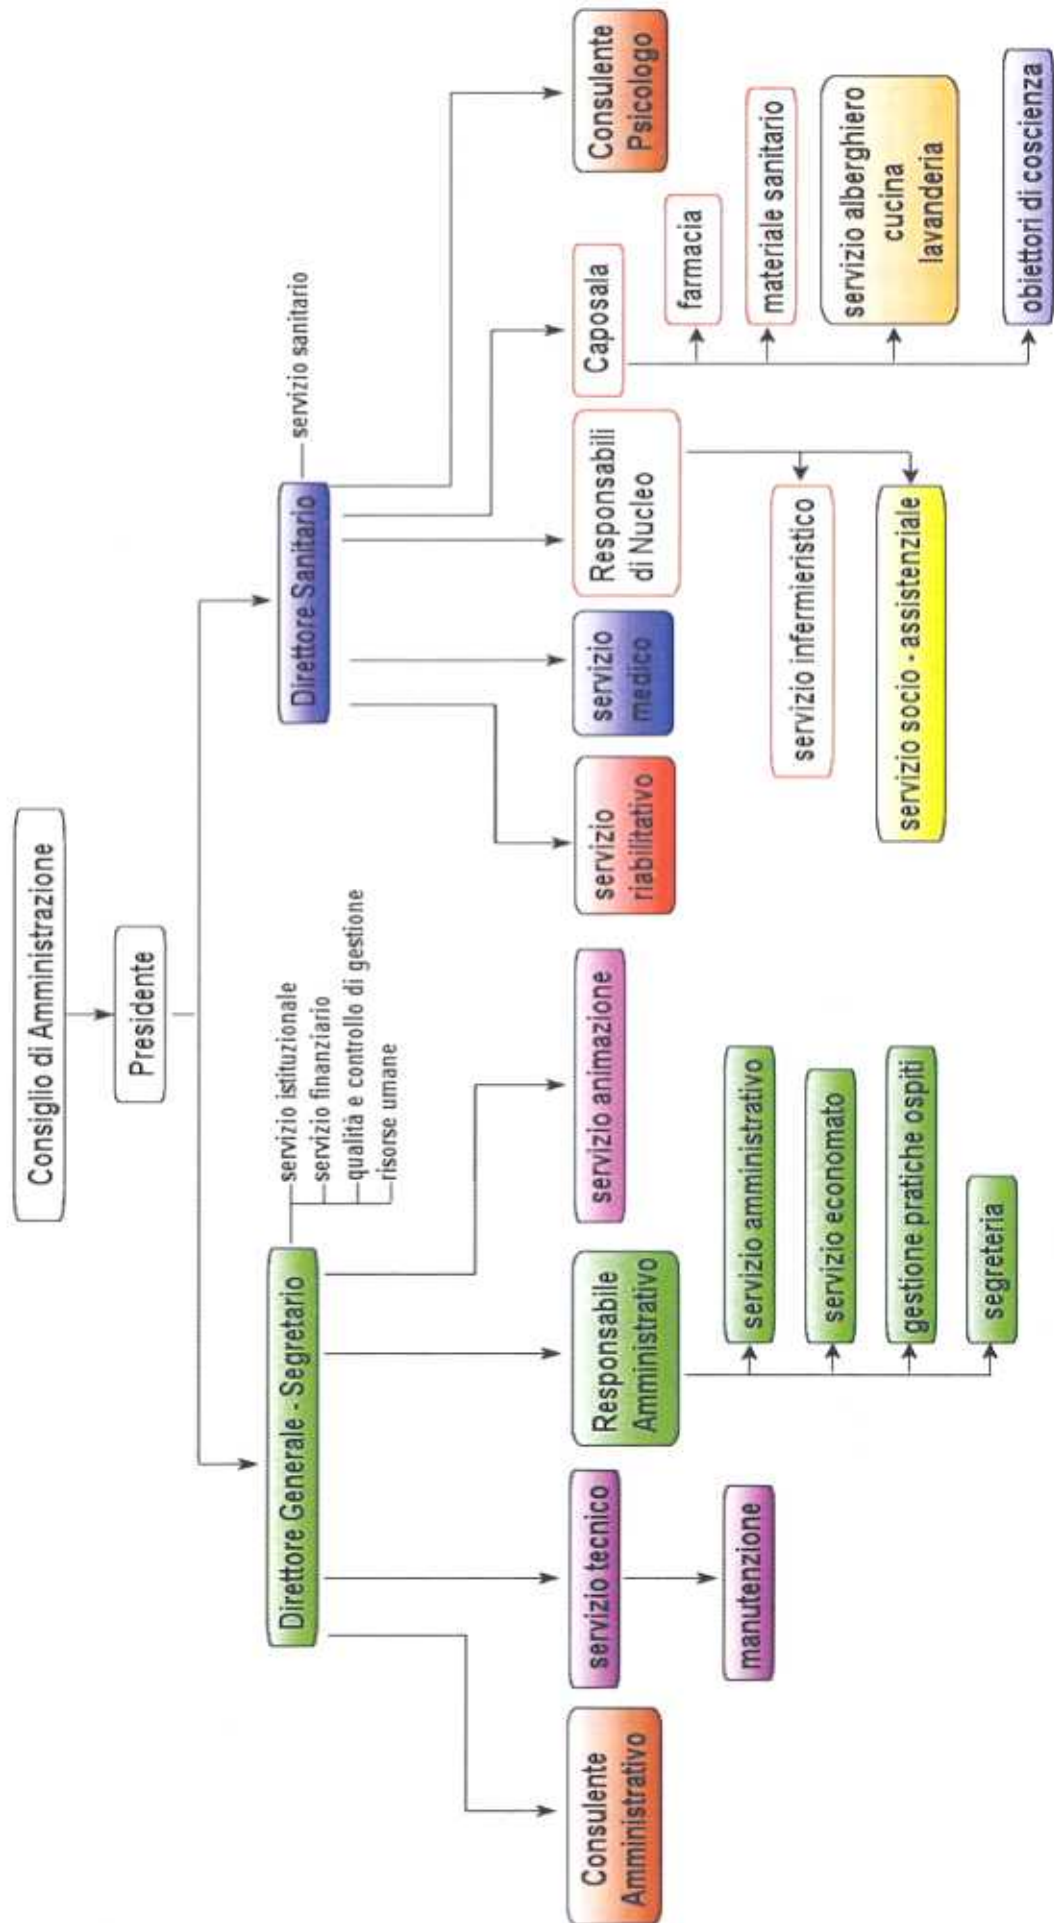 Consiglio di Amministrazione
Presidente
Direttore Generale - Segretario
servizio istituzionale
servizio finanziario
qualità e controllo di gestione
risorse umane
Direttore Sanitario
servizio sanitario
Consulente
Amministrativo
servizio tecnico
manutenzione
Responsabile
Amministrativo
servizio amministrativo
servizio economato
gestione pratiche ospiti
segreteria
servizio animazione
servizio
riabilitativo
servizio
medico
Responsabili
di Nucleo
servizio infermieristico
servizio socio - assistenziale
Caposala
farmacia
materiale sanitario
servizio alberghiero
cucina
lavanderia
obiettori di coscienza
Consulente
Psicologo